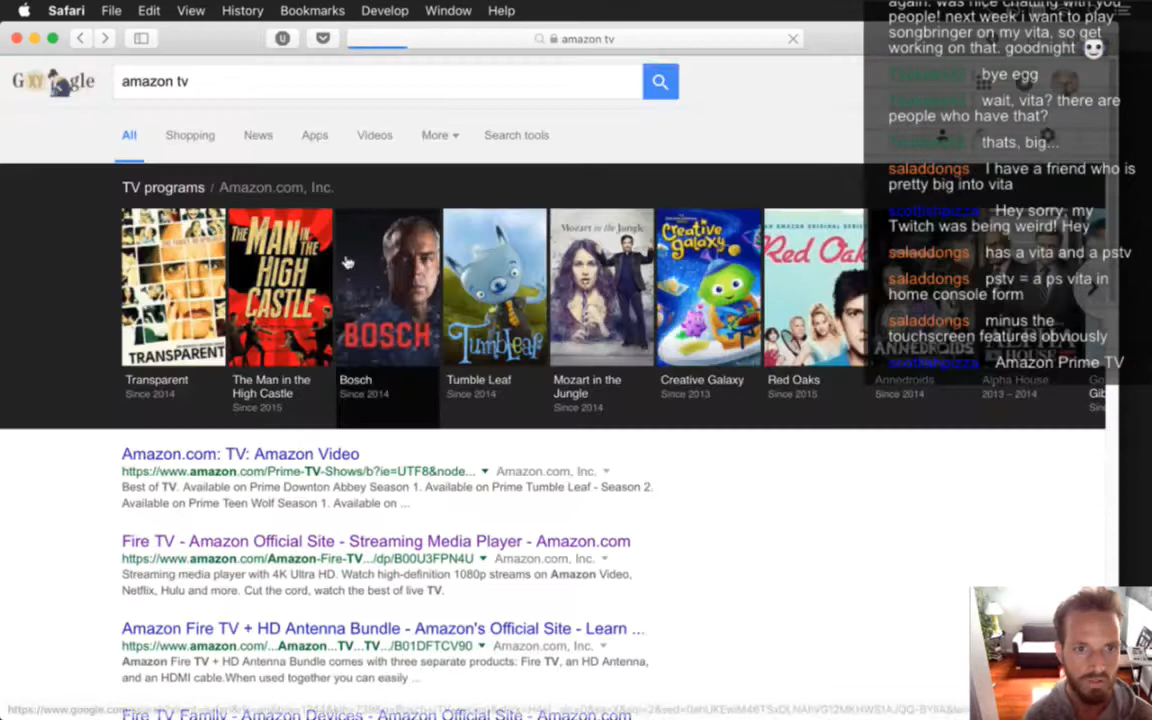 Safari File Edit View History Bookmarks Develop Window Help
amazon tv
amazon tv
All Shopping News Apps Videos More Search tools
TV programs / Amazon.com, Inc.
TRANSPARENT
THE MAN IN THE HIGH CASTLE
BOSCH
Tumble Leaf
Mozart in the Jungle
Creative galaxy
AN AMAZON ORIGINAL SERIES
Red Oaks
ANNEDROIDS
Transparent
Since 2014
The Man in the
High Castle
Since 2015
Bosch
Since 2014
Tumble Leaf
Since 2014
Mozart in the
Jungle
Since 2014
Creative Galaxy
Since 2013
Red Oaks
Since 2015
Annedroids
Since 2014
Alpha House
2013 – 2014
Amazon.com: TV: Amazon Video
https://www.amazon.com/Prime-TV-Shows/b?ie=UTF8&node... Amazon.com, Inc.
Best of TV. Available on Prime Downton Abbey Season 1. Available on Prime Tumble Leaf - Season 2.
Available on Prime Teen Wolf Season 1. Available on ...
Fire TV - Amazon Official Site - Streaming Media Player - Amazon.com
https://www.amazon.com/Amazon-Fire-TV.../dp/B00U3FPN4U Amazon.com, Inc.
Streaming media player with 4K Ultra HD. Watch high-definition 1080p streams on Amazon Video,
Netflix, Hulu and more. Cut the cord, watch the best of live TV.
Amazon Fire TV + HD Antenna Bundle - Amazon's Official Site - Learn ...
https://www.amazon.com/...Amazon...TV...TV.../B01DFTCV90 Amazon.com, Inc.
Amazon Fire TV + HD Antenna Bundle comes with three separate products: Fire TV, an HD Antenna,
and an HDMI cable.When used together you can easily ...
Fire TV Family - Amazon Devices - Amazon Official Site - Amazon.com
again. was nice chatting with you
people! next week i want to play
songbringer on my vita, so get
working on that. goodnight
bye egg
wait, vita? there are
people who have that?
thats, big...
saladdongs I have a friend who is
pretty big into vita
scottishpizza Hey sorry, my
Twitch was being weird! Hey
saladdongs has a vita and a pstv
saladdongs pstv = a ps vita in
home console form
saladdongs minus the
touchscreen features obviously
scottishpizza Amazon Prime TV